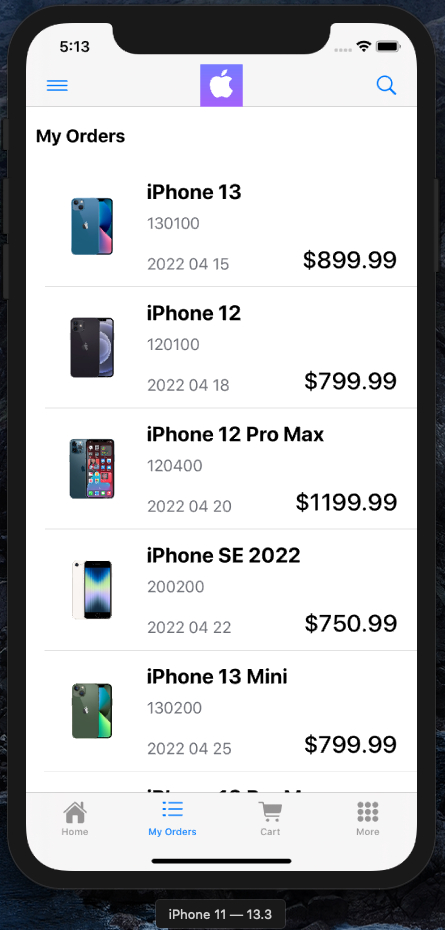 5:13
My Orders
iPhone 13
130100
2022 04 15
$899.99
iPhone 12
120100
2022 04 18
$799.99
iPhone 12 Pro Max
120400
2022 04 20
$1199.99
iPhone SE 2022
200200
2022 04 22
$750.99
iPhone 13 Mini
130200
2022 04 25
$799.99
Home
My Orders
Cart
More
iPhone 11 — 13.3